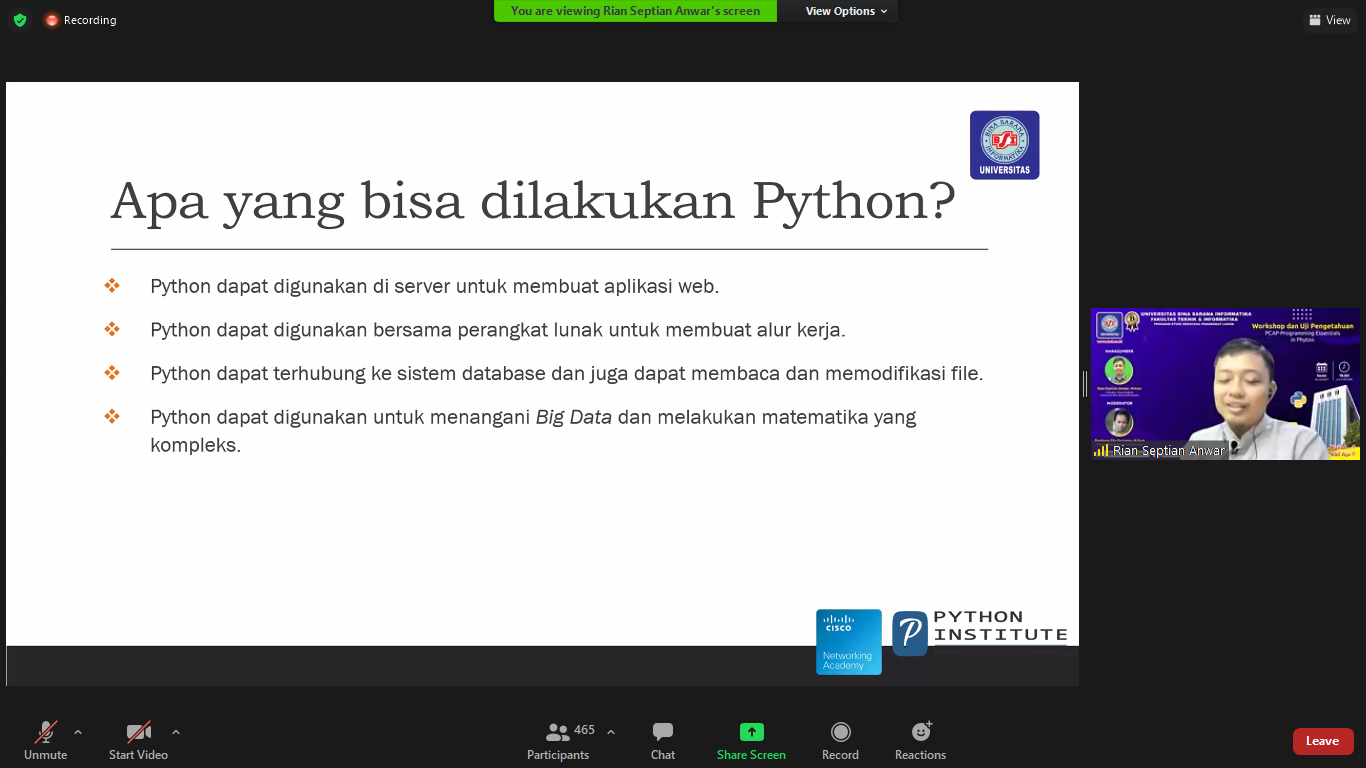 Recording
You are viewing Rian Septian Anwar's screen
View Options
View
BINA SARANA
BSI
INFORMATIKA
UNIVERSITAS
Apa yang bisa dilakukan Python?
Python dapat digunakan di server untuk membuat aplikasi web.
Python dapat digunakan bersama perangkat lunak untuk membuat alur kerja.
Python dapat terhubung ke sistem database dan juga dapat membaca dan memodifikasi file.
Python dapat digunakan untuk menangani Big Data dan melakukan matematika yang
kompleks.
CISCO
Networking
Academy
PYTHON
INSTITUTE
UNIVERSITAS BINA SARANA INFORMATIKA
FAKULTAS TEKNIK & INFORMATIKA
Workshop dan Uji Pengetahuan
PCAP-Programming Essentials
in Phyton
NARASUMBER
MODERATOR
Rian Septian Anwar
Unmute
Start Video
465
Participants
Chat
Share Screen
Record
Reactions
Leave